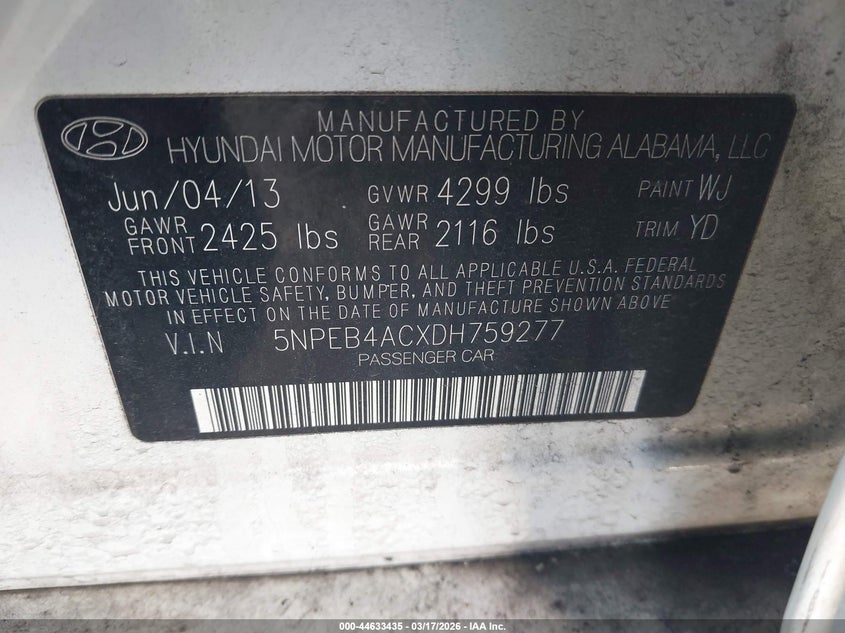 MANUFACTURED BY
HYUNDAI MOTOR MANUFACTURING ALABAMA, LLC
Jun/04/13 GVWR 4299 lbs PAINT WJ
GAWR FRONT 2425 lbs GAWR REAR 2116 lbs TRIM YD
THIS VEHICLE CONFORMS TO ALL APPLICABLE U.S.A. FEDERAL
MOTOR VEHICLE SAFETY, BUMPER, AND THEFT PREVENTION STANDARDS
IN EFFECT ON THE DATE OF MANUFACTURE SHOWN ABOVE
V.I.N 5NPEB4ACXDH759277
PASSENGER CAR
000-44633435 - 03/17/2026 - IAA Inc.